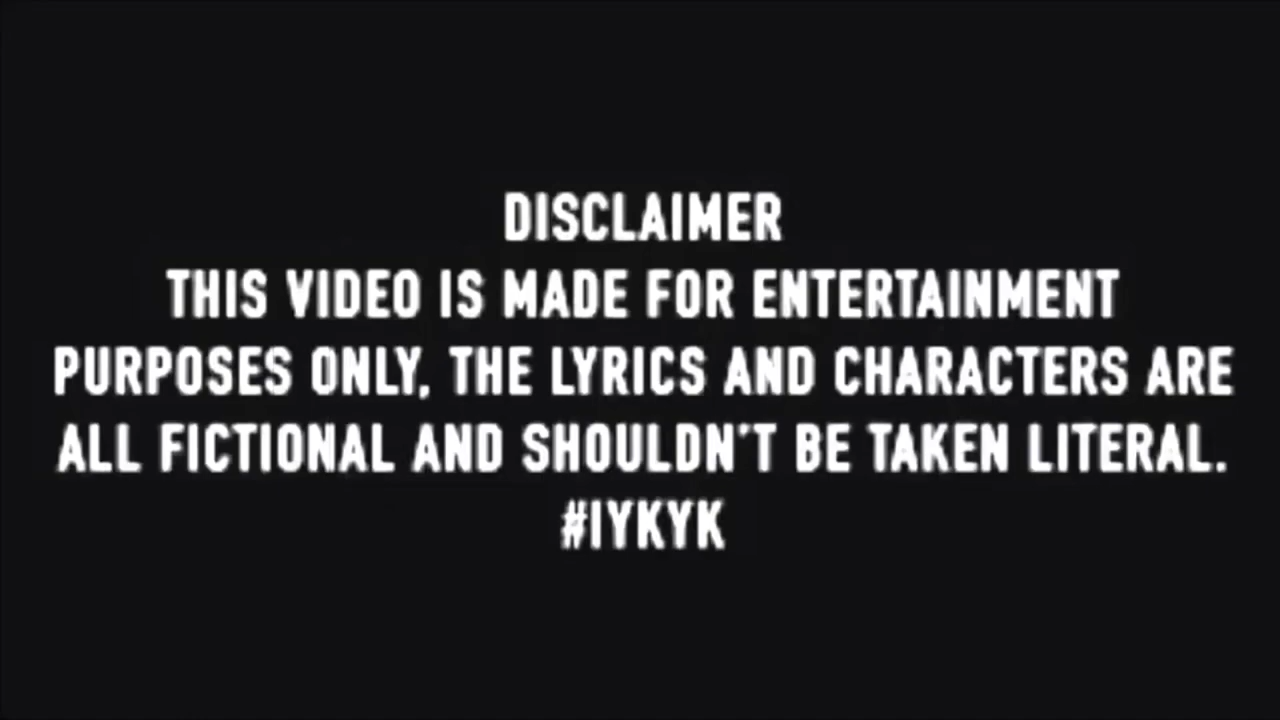 DISCLAIMER
THIS VIDEO IS MADE FOR ENTERTAINMENT
PURPOSES ONLY, THE LYRICS AND CHARACTERS ARE
ALL FICTIONAL AND SHOULDN'T BE TAKEN LITERAL.
#IYKYK